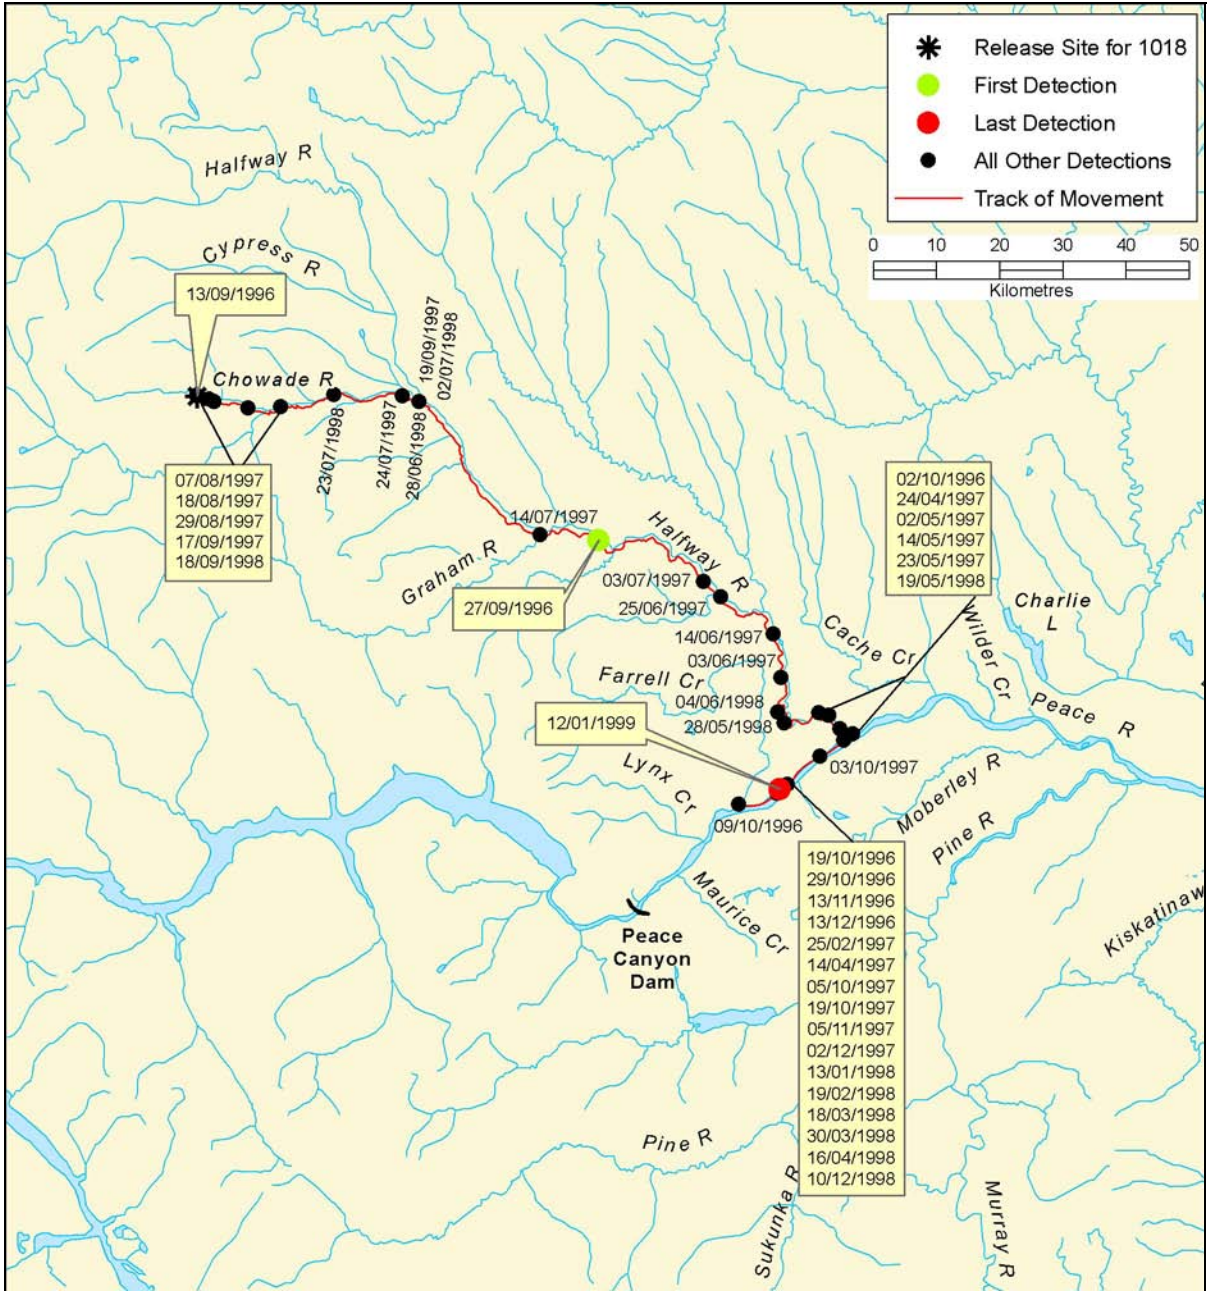 Release Site for 1018
First Detection
Last Detection
All Other Detections
Track of Movement
0 10 20 30 40 50
Kilometres
Halfway R
Cypress R
13/09/1996
Chowade R
19/09/1997
02/07/1998
23/07/1998
24/07/1997
28/06/1998
07/08/1997
18/08/1997
29/08/1997
17/09/1997
18/09/1998
14/07/1997
Halfway R
Graham R
27/09/1996
03/07/1997
25/06/1997
14/06/1997
03/06/1997
02/10/1996
24/04/1997
02/05/1997
14/05/1997
23/05/1997
19/05/1998
Charlie
L
Cache Cr
Wilder Cr
Peace R
Farrell Cr
04/06/1998
28/05/1998
12/01/1999
Lynx Cr
03/10/1997
Moberley R
09/10/1996
Pine R
Maurice Cr
Peace
Canyon
Dam
Kiskatinaw
19/10/1996
29/10/1996
13/11/1996
13/12/1996
25/02/1997
14/04/1997
05/10/1997
19/10/1997
05/11/1997
02/12/1997
13/01/1998
19/02/1998
18/03/1998
30/03/1998
16/04/1998
10/12/1998
Pine R
Sukunka R
Murray R